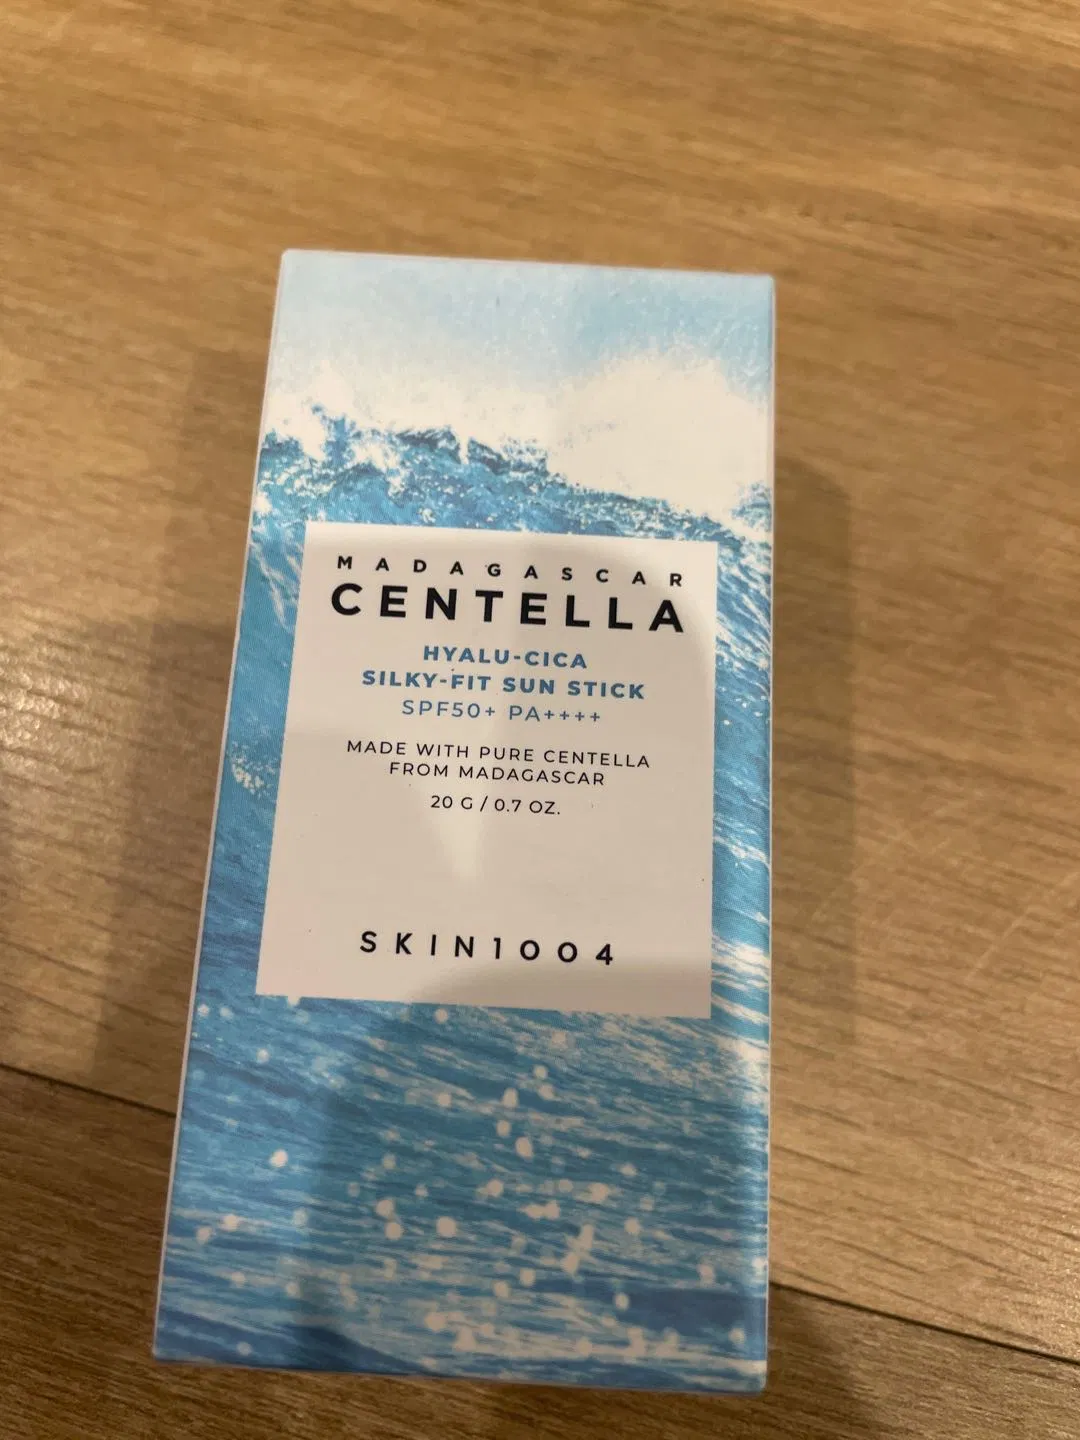 MADAGASCAR
CENTELLA
HYALU-CICA
SILKY-FIT SUN STICK
SPF50+ PA++++
MADE WITH PURE CENTELLA
FROM MADAGASCAR
20 G / 0.7 OZ.
SKIN1004